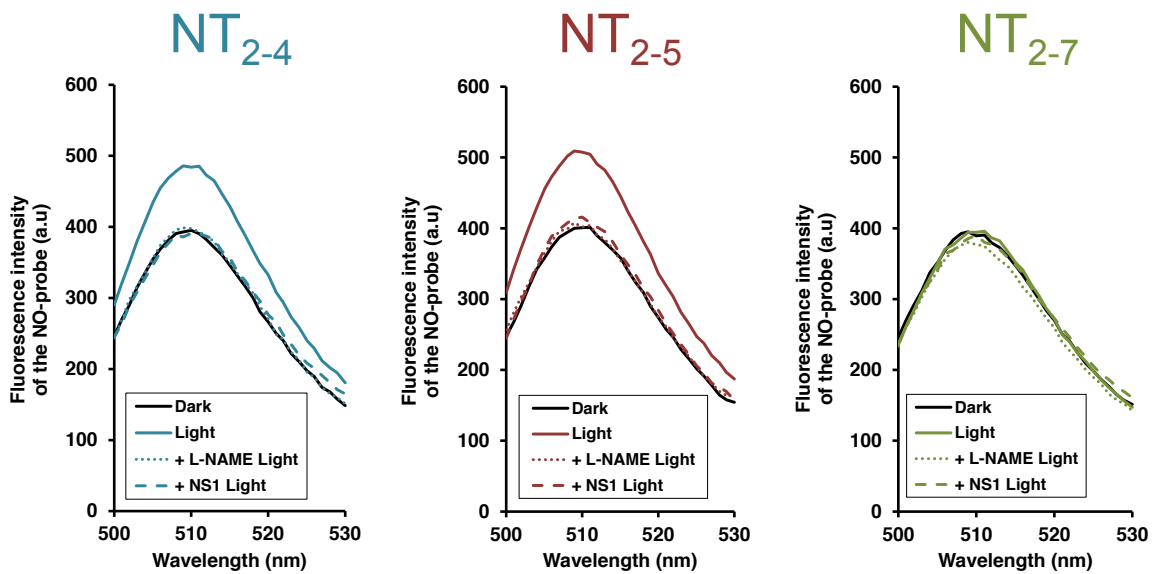 NT2-4
600
500
400
300
200
100
0
500
510
520
530
Fluorescence intensity
of the NO-probe (a.u)
Wavelength (nm)
Dark
Light
+ L-NAME Light
+ NS1 Light
NT2-5
600
500
400
300
200
100
0
500
510
520
530
Fluorescence intensity
of the NO-probe (a.u)
Wavelength (nm)
Dark
Light
+ L-NAME Light
+ NS1 Light
NT2-7
600
500
400
300
200
100
0
500
510
520
530
Fluorescence intensity
of the NO-probe (a.u)
Wavelength (nm)
Dark
Light
+ L-NAME Light
+ NS1 Light